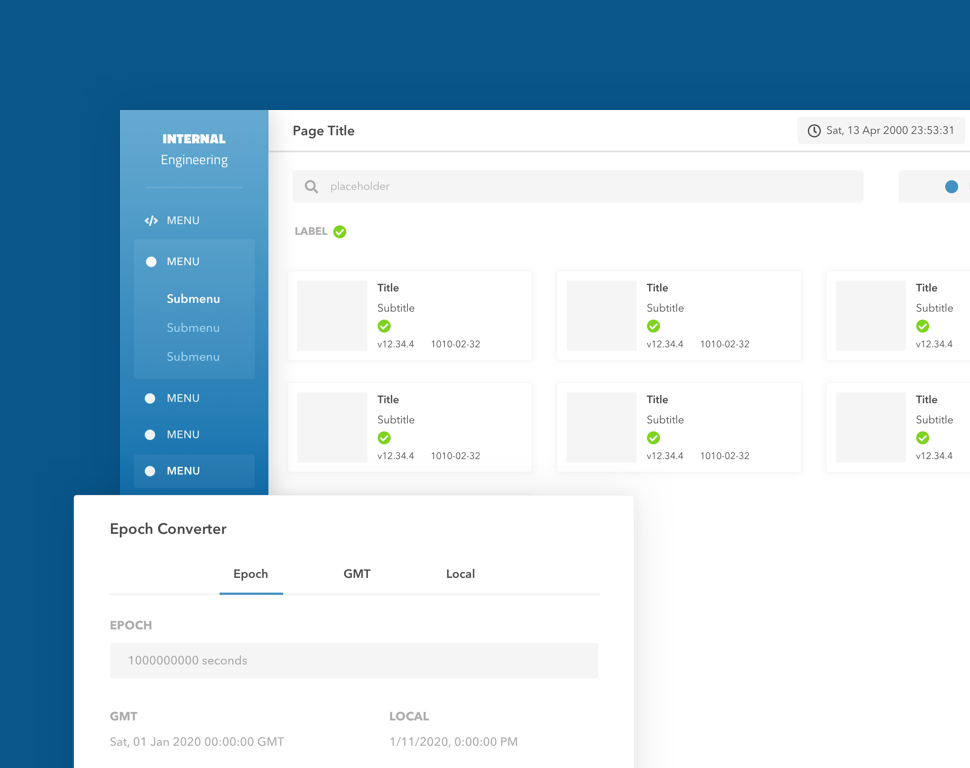 INTERNAL
Engineering
Page Title
Sat, 13 Apr 2000 23:53:31
placeholder
LABEL
MENU
MENU
Submenu
Submenu
Submenu
MENU
MENU
MENU
Title
Subtitle
v12.34.4 1010-02-32
Title
Subtitle
v12.34.4 1010-02-32
Title
Subtitle
v12.34.4
Title
Subtitle
v12.34.4 1010-02-32
Title
Subtitle
v12.34.4 1010-02-32
Title
Subtitle
v12.34.4
Epoch Converter
Epoch GMT Local
EPOCH
1000000000 seconds
GMT LOCAL
Sat, 01 Jan 2020 00:00:00 GMT 1/11/2020, 0:00:00 PM